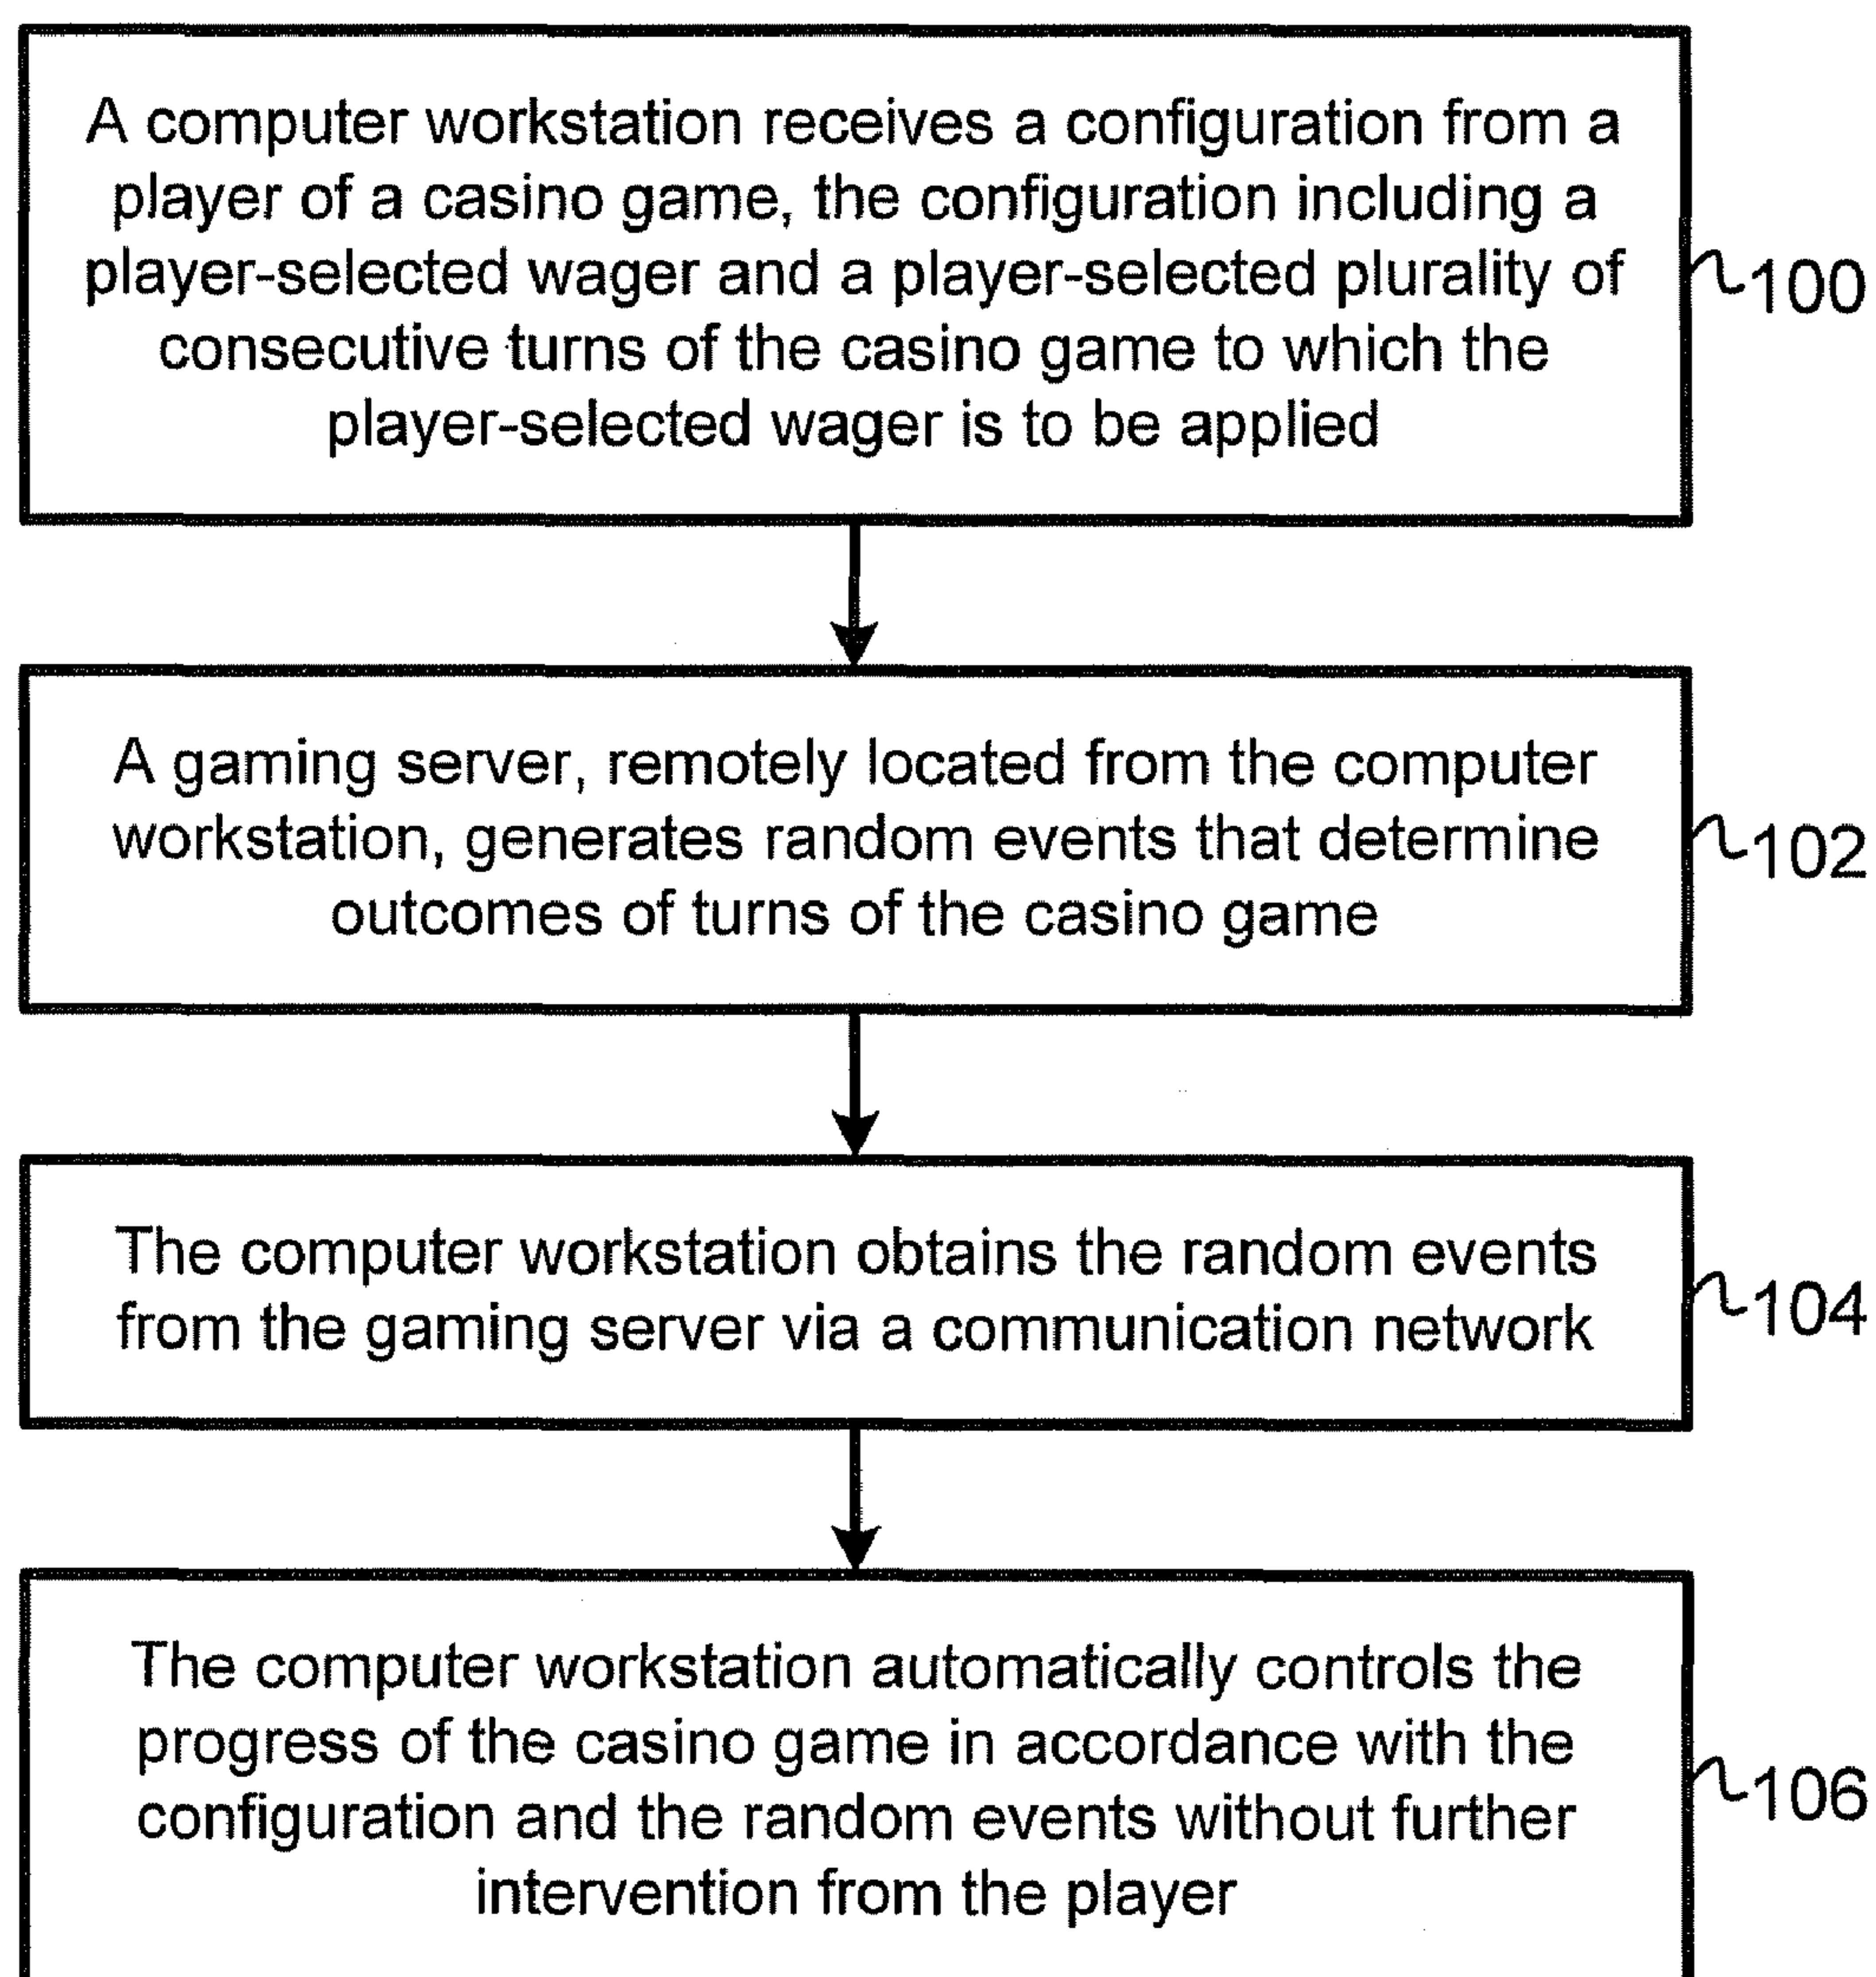 A computer workstation receives a configuration from a
player of a casino game, the configuration including a
player-selected wager and a player-selected plurality of
consecutive turns of the casino game to which the
player-selected wager is to be applied
100
A gaming server, remotely located from the computer
workstation, generates random events that determine
outcomes of turns of the casino game
102
The computer workstation obtains the random events
from the gaming server via a communication network
104
The computer workstation automatically controls the
progress of the casino game in accordance with the
configuration and the random events without further
intervention from the player
106